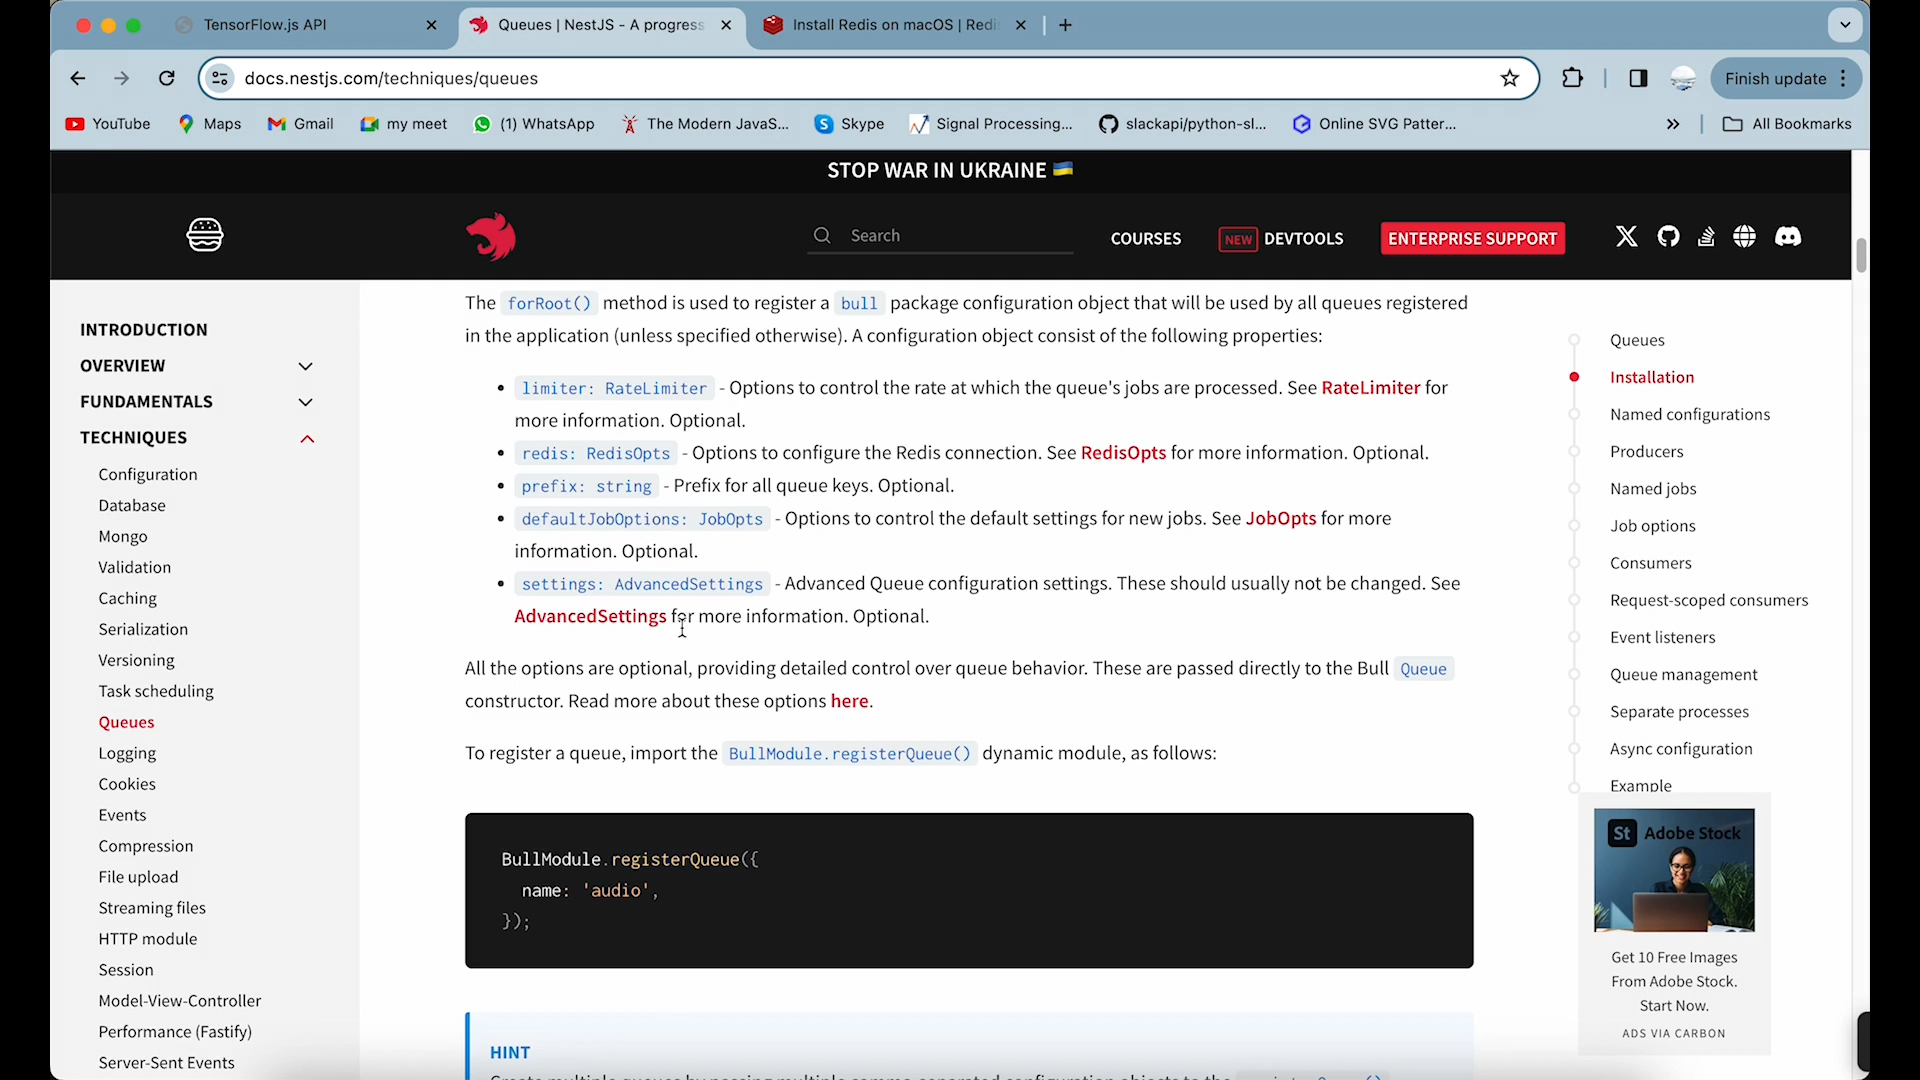 TensorFlow.js API
Queues | NestJS - A progress
Install Redis on macOS | Redi
docs.nestjs.com/techniques/queues
Finish update
YouTube
Maps
Gmail
my meet
(1) WhatsApp
The Modern JavaS...
Skype
Signal Processing...
slackapi/python-sl...
Online SVG Patter...
All Bookmarks
STOP WAR IN UKRAINE
Search
COURSES
NEW DEVTOOLS
ENTERPRISE SUPPORT
INTRODUCTION
OVERVIEW
FUNDAMENTALS
TECHNIQUES
Configuration
Database
Mongo
Validation
Caching
Serialization
Versioning
Task scheduling
Queues
Logging
Cookies
Events
Compression
File upload
Streaming files
HTTP module
Session
Model-View-Controller
Performance (Fastify)
Server-Sent Events
The forRoot() method is used to register a bull package configuration object that will be used by all queues registered
in the application (unless specified otherwise). A configuration object consist of the following properties:
limiter: RateLimiter - Options to control the rate at which the queue's jobs are processed. See RateLimiter for
more information. Optional.
redis: RedisOpts - Options to configure the Redis connection. See RedisOpts for more information. Optional.
prefix: string - Prefix for all queue keys. Optional.
defaultJobOptions: JobOpts - Options to control the default settings for new jobs. See JobOpts for more
information. Optional.
settings: AdvancedSettings - Advanced Queue configuration settings. These should usually not be changed. See
AdvancedSettings for more information. Optional.
All the options are optional, providing detailed control over queue behavior. These are passed directly to the Bull Queue
constructor. Read more about these options here.
To register a queue, import the BullModule.registerQueue() dynamic module, as follows:
BullModule.registerQueue({
name: 'audio',
});
HINT
Queues
Installation
Named configurations
Producers
Named jobs
Job options
Consumers
Request-scoped consumers
Event listeners
Queue management
Separate processes
Async configuration
Example
St Adobe Stock
Get 10 Free Images
From Adobe Stock.
Start Now.
ADS VIA CARBON